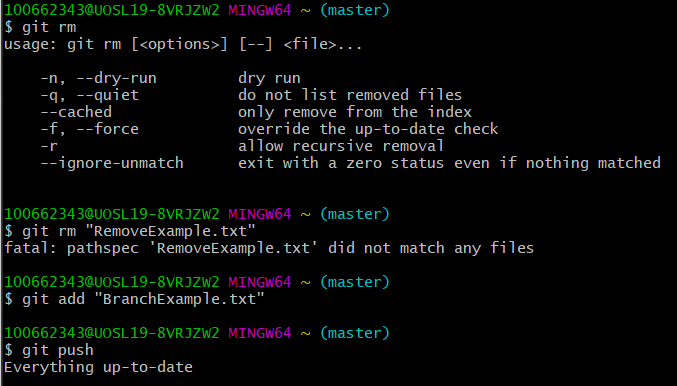 100662343@UOSL19-8VRJZW2 MINGW64 ~ (master)
$ git rm
usage: git rm [<options>] [--] <file>...
-n, --dry-run dry run
-q, --quiet do not list removed files
--cached only remove from the index
-f, --force override the up-to-date check
-r allow recursive removal
--ignore-unmatch exit with a zero status even if nothing matched
100662343@UOSL19-8VRJZW2 MINGW64 ~ (master)
$ git rm "RemoveExample.txt"
fatal: pathspec 'RemoveExample.txt' did not match any files
100662343@UOSL19-8VRJZW2 MINGW64 ~ (master)
$ git add "BranchExample.txt"
100662343@UOSL19-8VRJZW2 MINGW64 ~ (master)
$ git push
Everything up-to-date